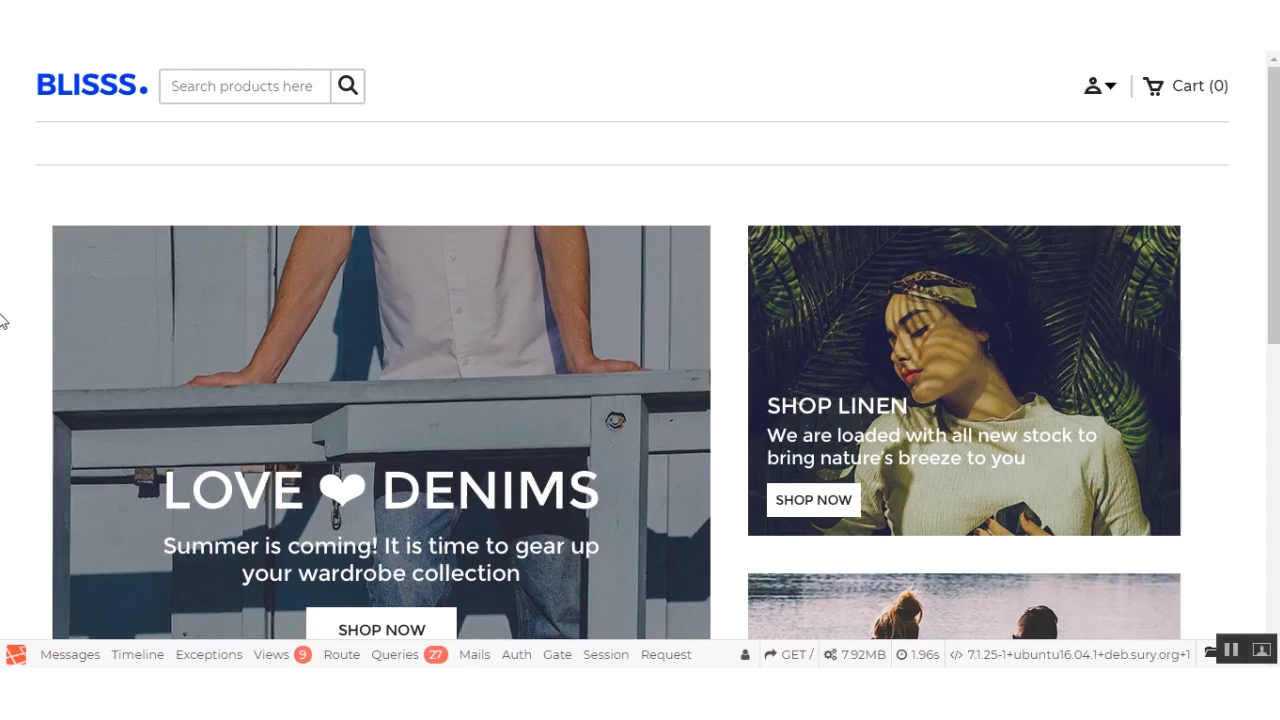 BLISSS.
Search products here
Cart (0)
SHOP LINEN
We are loaded with all new stock to
bring nature's breeze to you
SHOP NOW
LOVE ❤ DENIMS
Summer is coming! It is time to gear up
your wardrobe collection
SHOP NOW
Messages Timeline Exceptions Views 9 Route Queries 27 Mails Auth Gate Session Request GET / 7.92MB 1.96s 7.1.25-1+ubuntu16.04.1+deb.sury.org+1